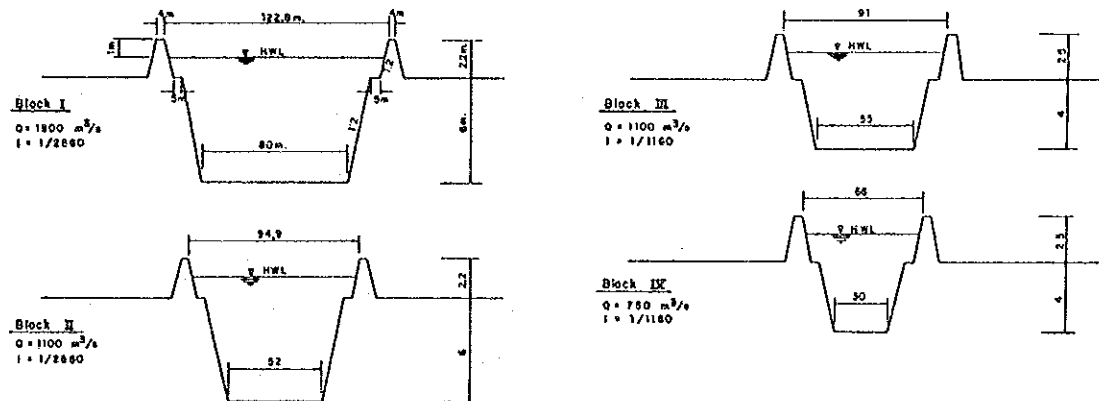 4m
122.8m.
4m
1m
HWL
1:2
2.2m.
5m
5m
Block I
Q = 1800 m³/s
I = 1/2860
1:2
80m.
6m.
94,9
HWL
2.2
Block II
Q = 1100 m³/s
I = 1/2860
52
6
91
HWL
2.5
Block III
Q = 1100 m³/s
I = 1/1160
55
4
66
HWL
2.5
Block IV
Q = 750 m³/s
I = 1/1160
30
4